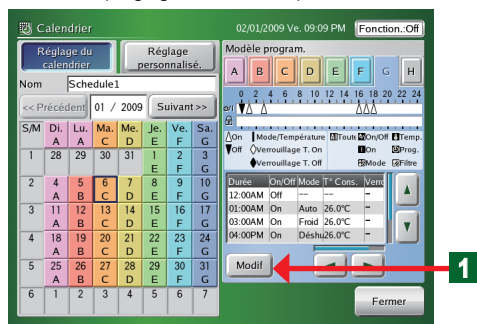 Calendrier
02/01/2009 Ve. 09:09 PM
Fonction.:Off
Réglage du calendrier
Réglage personnalisé.
Nom
Schedule1
<< Précédent
01 / 2009
Suivant >>
S/M Di. Lu. Ma. Me. Je. Ve. Sa.
A B C D E F G
1 28 29 30 31 1 2 3
E F G
2 4 5 6 7 8 9 10
A B C D E F G
3 11 12 13 14 15 16 17
A B C D E F G
4 18 19 20 21 22 23 24
A B C D E F G
5 25 26 27 28 29 30 31
A B C D E F G
6 1 2 3 4 5 6 7
Modèle program.
A B C D E F G H
0 2 4 6 8 10 12 14 16 18 20 22 24
On Mode/Température Toute On/Off Temp.
Off Verrouillage T. On On Prog.
Verrouillage T. Off Mode Filtre
Durée On/Off Mode T° Cons. Verro
12:00AM Off -- --
01:00AM On Auto 26.0°C -
03:00AM On Froid 26.0°C -
04:00PM On Déshu 26.0°C -
Modif
1
Fermer